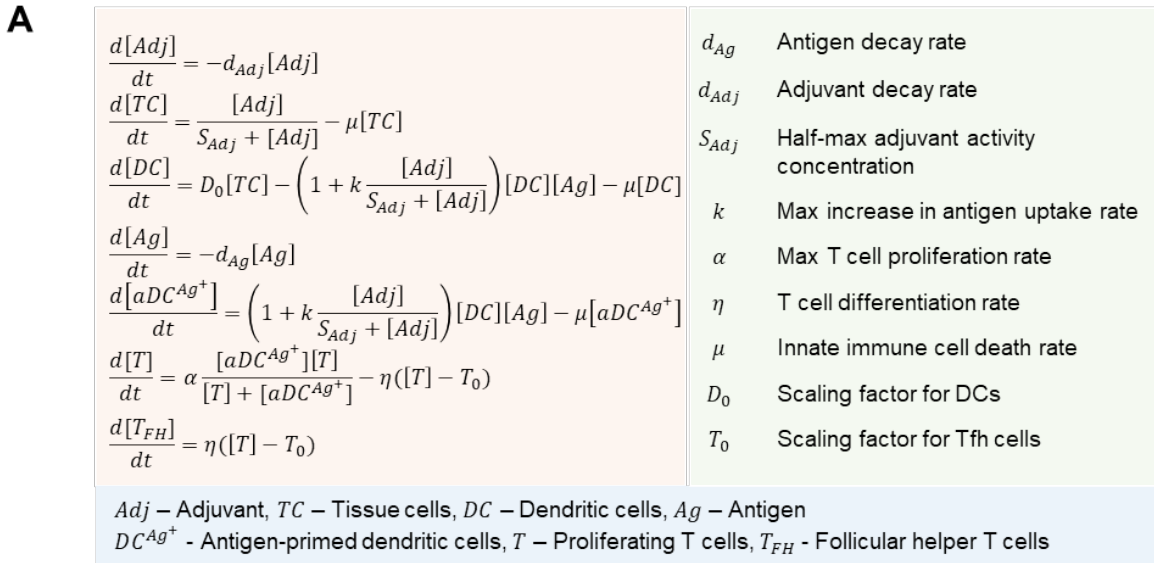 A
d[Adj]/dt = −d_Adj[Adj]
d[TC]/dt = [Adj]/(S_Adj + [Adj]) − μ[TC]
d[DC]/dt = D₀[TC] − (1 + k [Adj]/(S_Adj + [Adj]))[DC][Ag] − μ[DC]
d[Ag]/dt = −d_Ag[Ag]
d[aDC^Ag⁺]/dt = (1 + k [Adj]/(S_Adj + [Adj]))[DC][Ag] − μ[aDC^Ag⁺]
d[T]/dt = α [aDC^Ag⁺][T]/([T] + [aDC^Ag⁺]) − η([T] − T₀)
d[T_FH]/dt = η([T] − T₀)
d_Ag Antigen decay rate
d_Adj Adjuvant decay rate
S_Adj Half-max adjuvant activity
concentration
k Max increase in antigen uptake rate
α Max T cell proliferation rate
η T cell differentiation rate
μ Innate immune cell death rate
D₀ Scaling factor for DCs
T₀ Scaling factor for Tfh cells
Adj – Adjuvant, TC – Tissue cells, DC – Dendritic cells, Ag – Antigen
DC^Ag⁺ - Antigen-primed dendritic cells, T – Proliferating T cells, T_FH - Follicular helper T cells